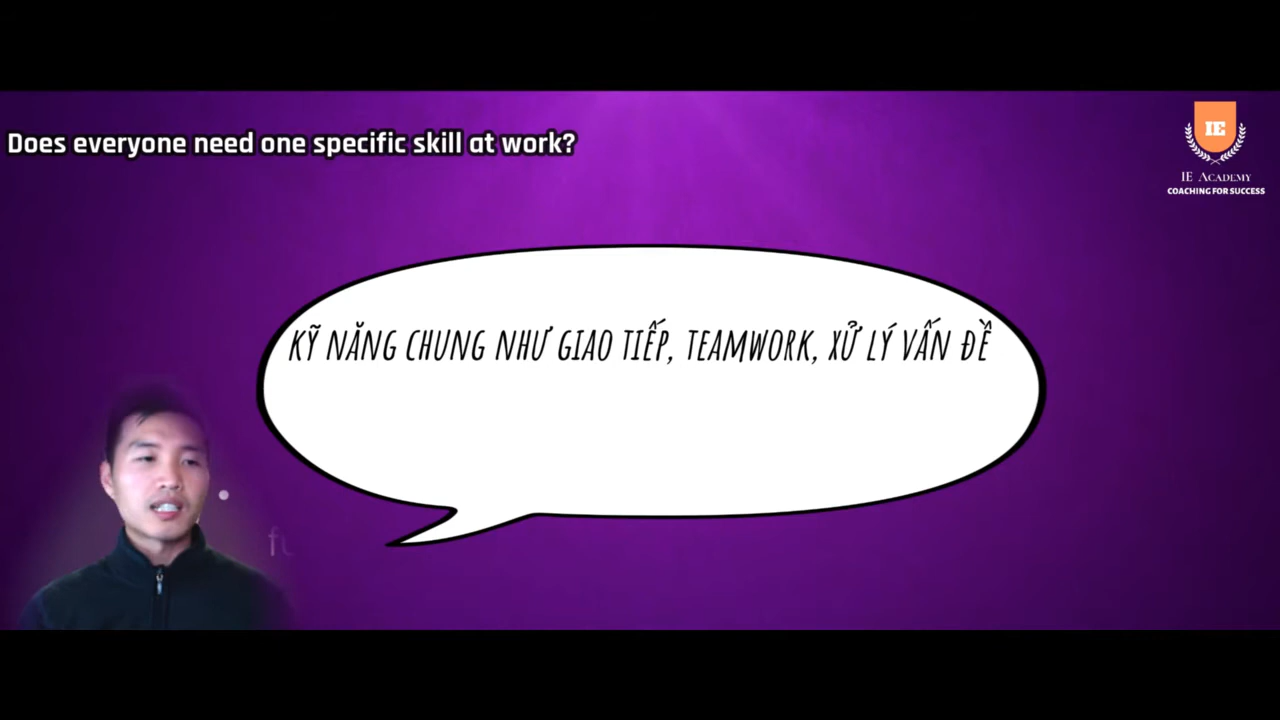 Does everyone need one specific skill at work?
IE
IE ACADEMY
COACHING FOR SUCCESS
KỸ NĂNG CHUNG NHƯ GIAO TIẾP, TEAMWORK, XỬ LÝ VẤN ĐỀ